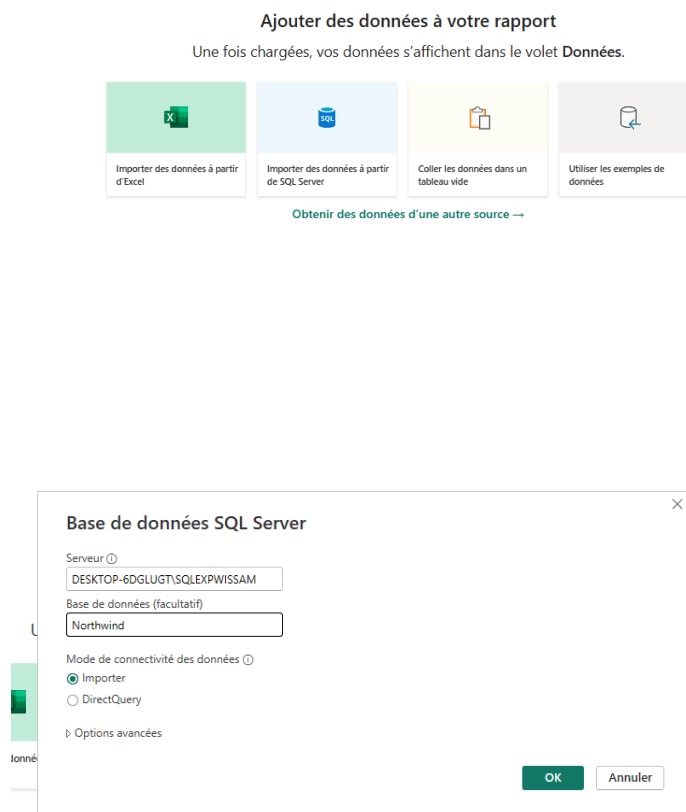 Ajouter des données à votre rapport
Une fois chargées, vos données s'affichent dans le volet Données.
X
SQL
Importer des données à partir
d'Excel
Importer des données à partir
de SQL Server
Coller les données dans un
tableau vide
Utiliser les exemples de
données
Obtenir des données d'une autre source →
Base de données SQL Server
Serveur
DESKTOP-6DGLUGT\SQLEXPWISSAM
Base de données (facultatif)
Northwind
Mode de connectivité des données
Importer
DirectQuery
Options avancées
OK
Annuler